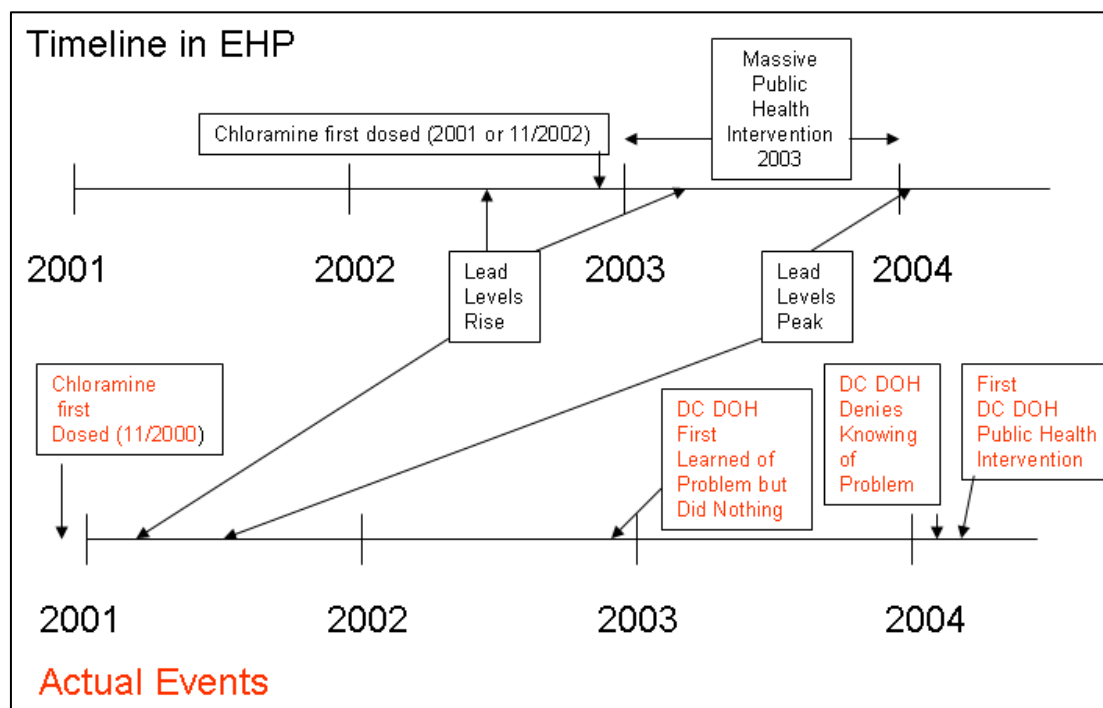 Timeline in EHP
Massive
Public
Health
Intervention
2003
Chloramine first dosed (2001 or 11/2002)
2001
2002
2003
2004
Lead
Levels
Rise
Lead
Levels
Peak
Chloramine
first
Dosed (11/2000)
DC DOH
First
Learned of
Problem but
Did Nothing
DC DOH
Denies
Knowing
of
Problem
First
DC DOH
Public Health
Intervention
2001
2002
2003
2004
Actual Events